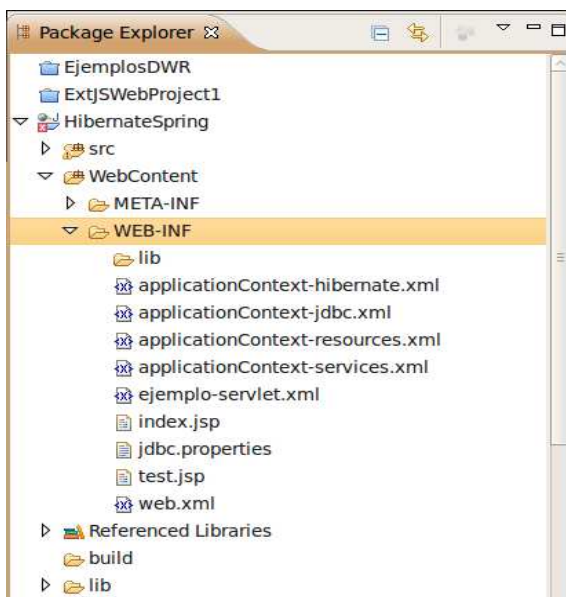 Package Explorer
EjemplosDWR
ExtJSWebProject1
HibernateSpring
src
WebContent
META-INF
WEB-INF
lib
applicationContext-hibernate.xml
applicationContext-jdbc.xml
applicationContext-resources.xml
applicationContext-services.xml
ejemplo-servlet.xml
index.jsp
jdbc.properties
test.jsp
web.xml
Referenced Libraries
build
lib